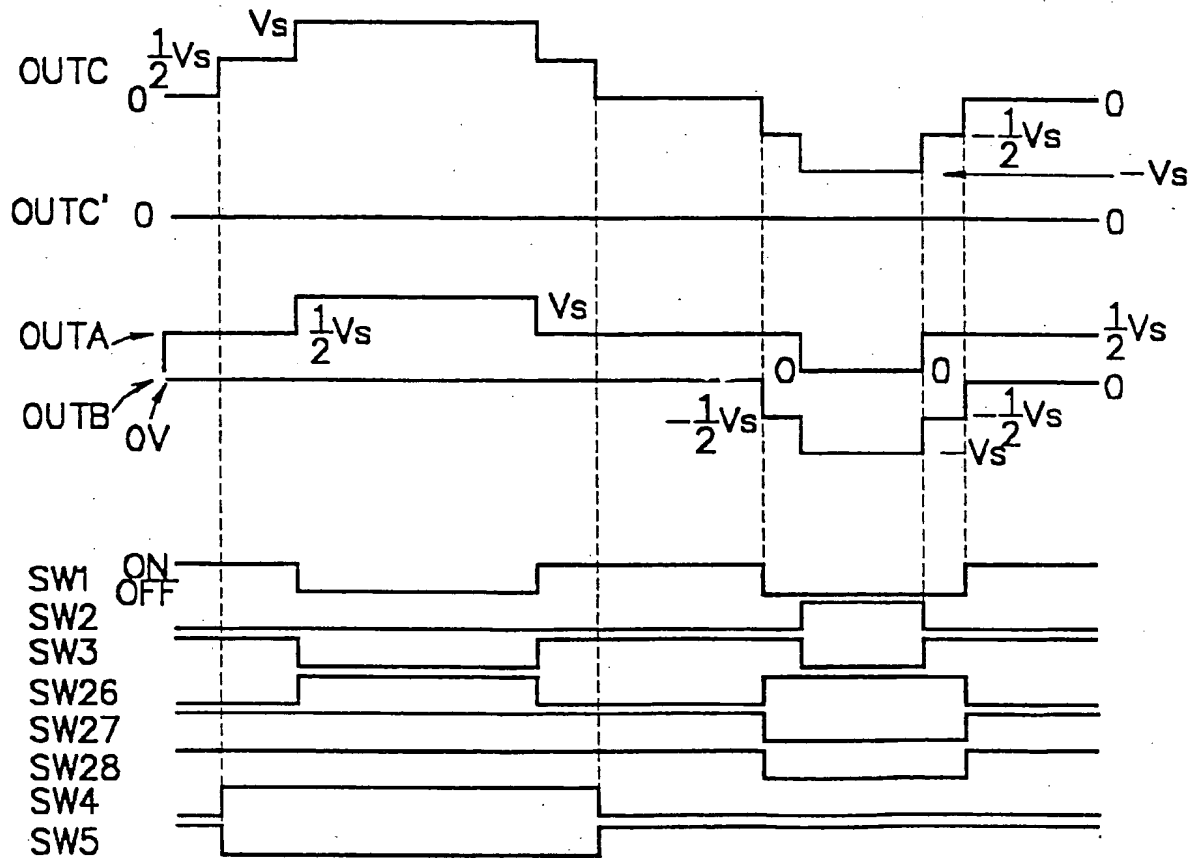 Vs
1/2Vs
OUTC
0
0
-1/2Vs
-Vs
OUTC' 0
0
OUTA
1/2Vs
Vs
1/2Vs
0
0
OUTB
0V
-1/2Vs
-1/2Vs
0
-Vs
SW1
ON
OFF
SW2
SW3
SW26
SW27
SW28
SW4
SW5